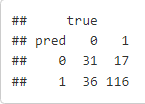 ##     true
## pred   0   1
##    0  31  17
##    1  36 116